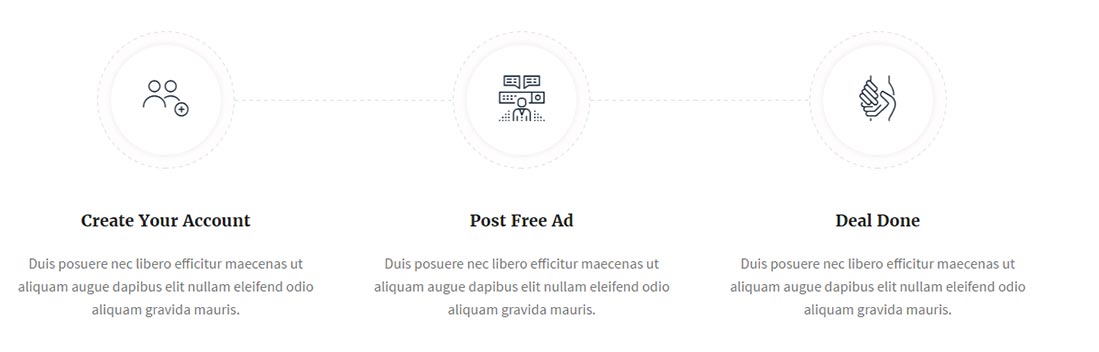 Create Your Account
Post Free Ad
Deal Done
Duis posuere nec libero efficitur maecenas ut
aliquam augue dapibus elit nullam eleifend odio
aliquam gravida mauris.
Duis posuere nec libero efficitur maecenas ut
aliquam augue dapibus elit nullam eleifend odio
aliquam gravida mauris.
Duis posuere nec libero efficitur maecenas ut
aliquam augue dapibus elit nullam eleifend odio
aliquam gravida mauris.